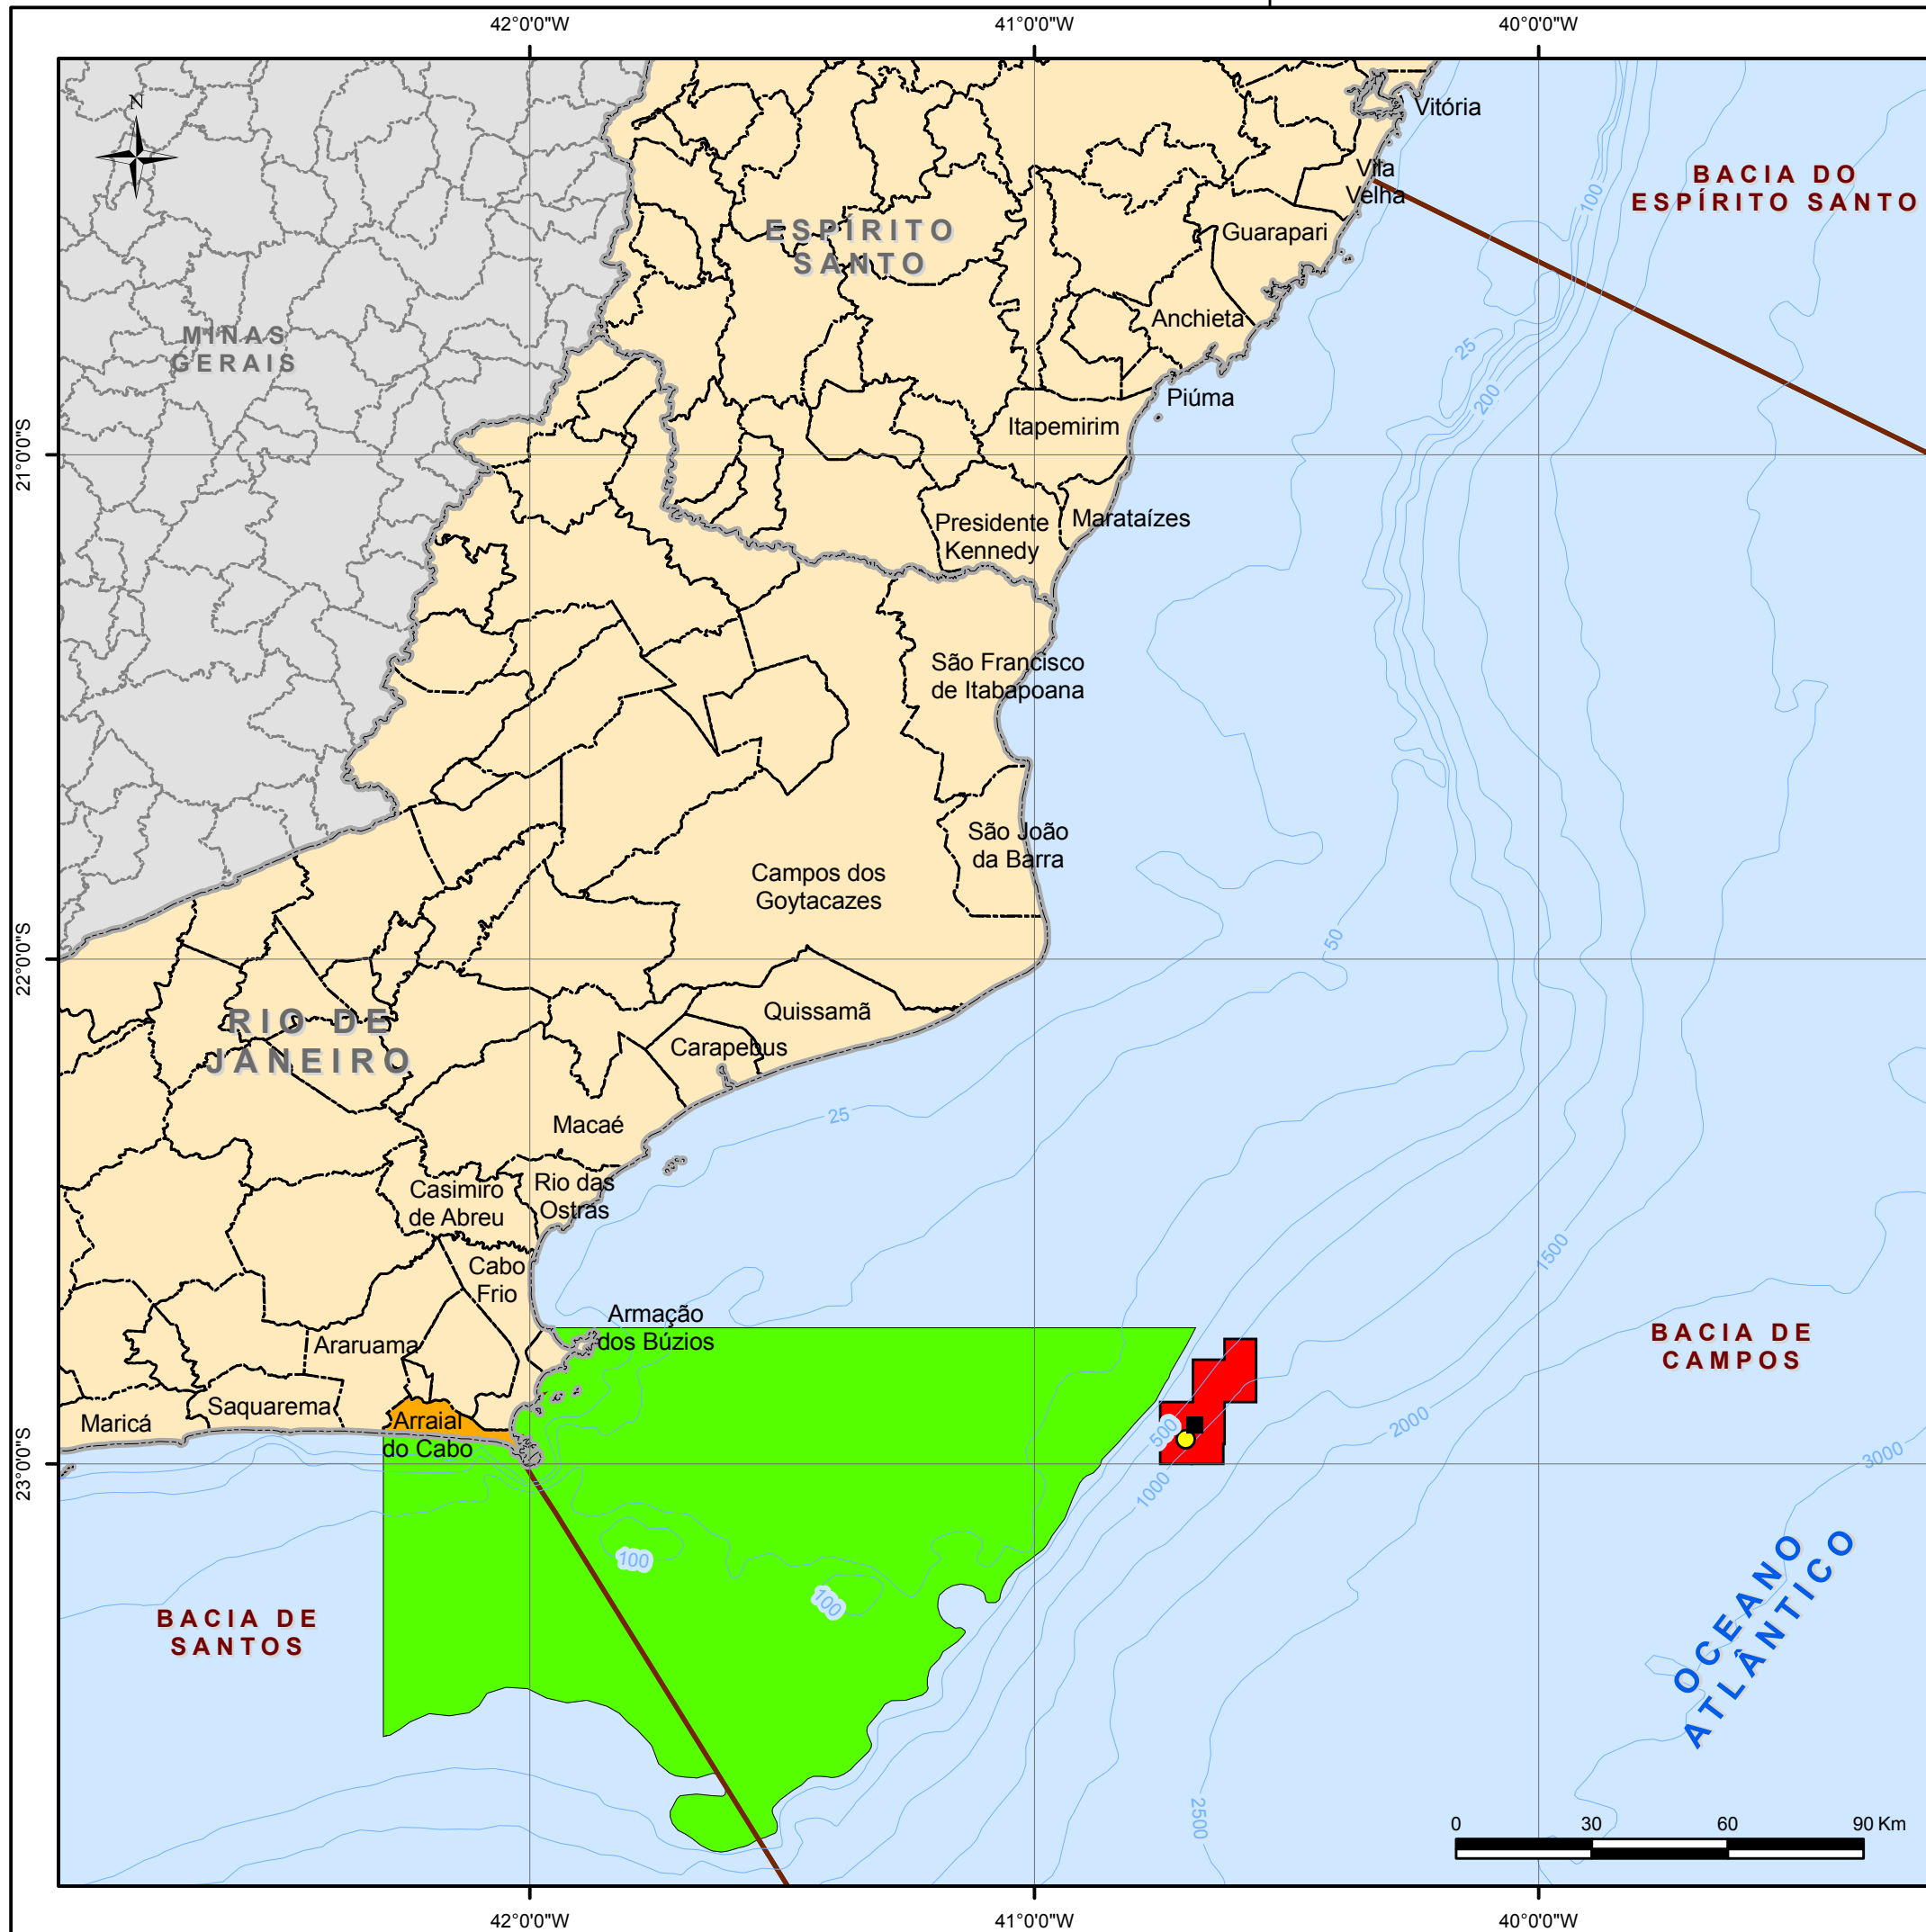 42°0'0"W
41°0'0"W
40°0'0"W
N
Vitória
Vila
Velha
BACIA DO
ESPÍRITO SANTO
100
ESPÍRITO
SANTO
Guarapari
MINAS
GERAIS
Anchieta
25
200
Piúma
Itapemirim
21°0'0"S
Presidente
Kennedy
Marataízes
São Francisco
de Itabapoana
São João
da Barra
Campos dos
Goytacazes
50
22°0'0"S
Quissamã
RIO DE
JANEIRO
Carapebus
25
Macaé
Casimiro
de Abreu
Rio das
Ostras
1500
Cabo
Frio
Armação
dos Búzios
BACIA DE
CAMPOS
Araruama
Saquarema
Maricá
Arraial
do Cabo
500
2000
3000
23°0'0"S
1000
100
100
OCEANO
ATLÂNTICO
BACIA DE
SANTOS
2500
0
30
60
90 Km
42°0'0"W
41°0'0"W
40°0'0"W